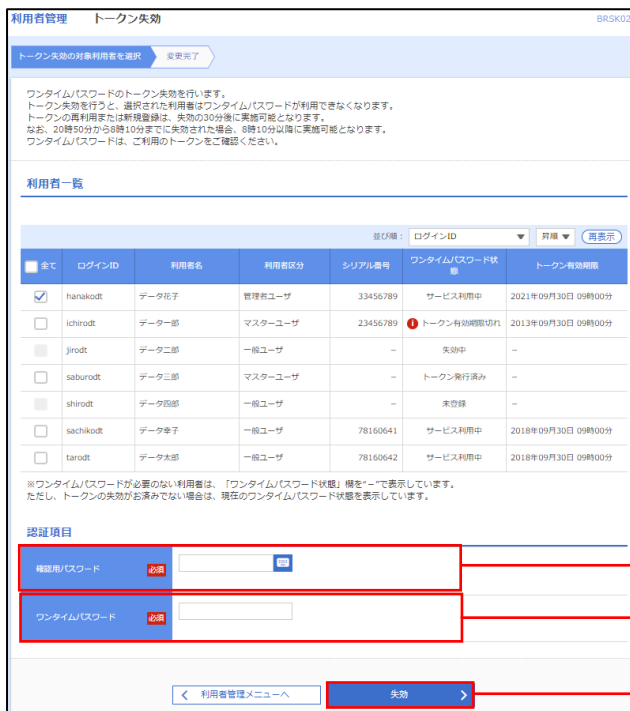 利用者管理 トークン失効 BRSK02
トークン失効の対象利用者を選択 変更完了
ワンタイムパスワードのトークン失効を行います。
トークン失効を行うと、選択された利用者はワンタイムパスワードが利用できなくなります。
トークンの再利用または新規登録は、失効の30分後に実施可能となります。
なお、20時50分から8時10分までに失効された場合、8時10分以降に実施可能となります。
ワンタイムパスワードは、ご利用のトークンをご確認ください。
利用者一覧
並び順： ログインID 昇順 再表示
全て ログインID 利用者名 利用者区分 シリアル番号 ワンタイムパスワード状態 トークン有効期限
hanakodt データ花子 管理者ユーザ 33456789 サービス利用中 2021年09月30日 09時00分
ichirodt データ一郎 マスターユーザ 23456789 トークン有効期限切れ 2013年09月30日 09時00分
jirodt データ二郎 一般ユーザ － 失効中 －
saburodt データ三郎 マスターユーザ － トークン発行済み －
shirodt データ四郎 一般ユーザ － 未登録 －
sachikodt データ幸子 一般ユーザ 78160641 サービス利用中 2018年09月30日 09時00分
tarodt データ太郎 一般ユーザ 78160642 サービス利用中 2018年09月30日 09時00分
※ワンタイムパスワードが必要のない利用者は、「ワンタイムパスワード状態」欄を"－"で表示しています。
ただし、トークンの失効がお済みでない場合は、現在のワンタイムパスワード状態を表示しています。
認証項目
確認用パスワード 必須
ワンタイムパスワード 必須
利用者管理メニューへ 失効